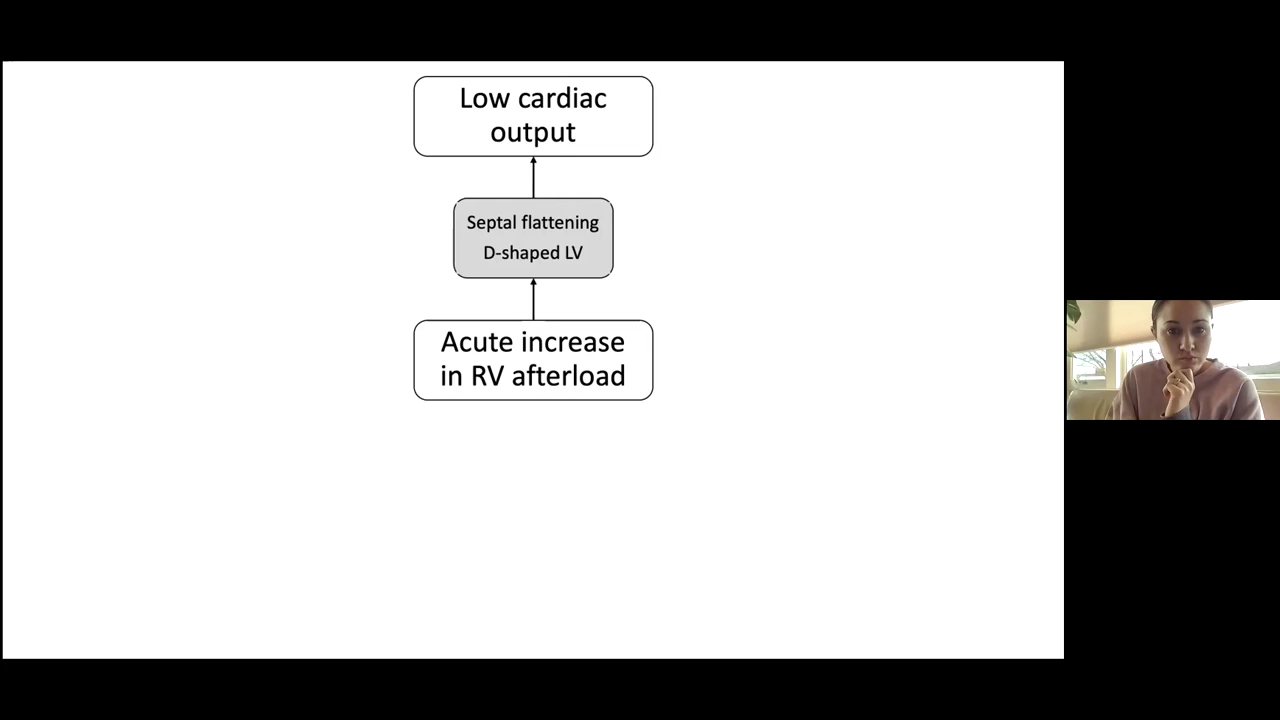 Low cardiac
output
Septal flattening
D-shaped LV
Acute increase
in RV afterload